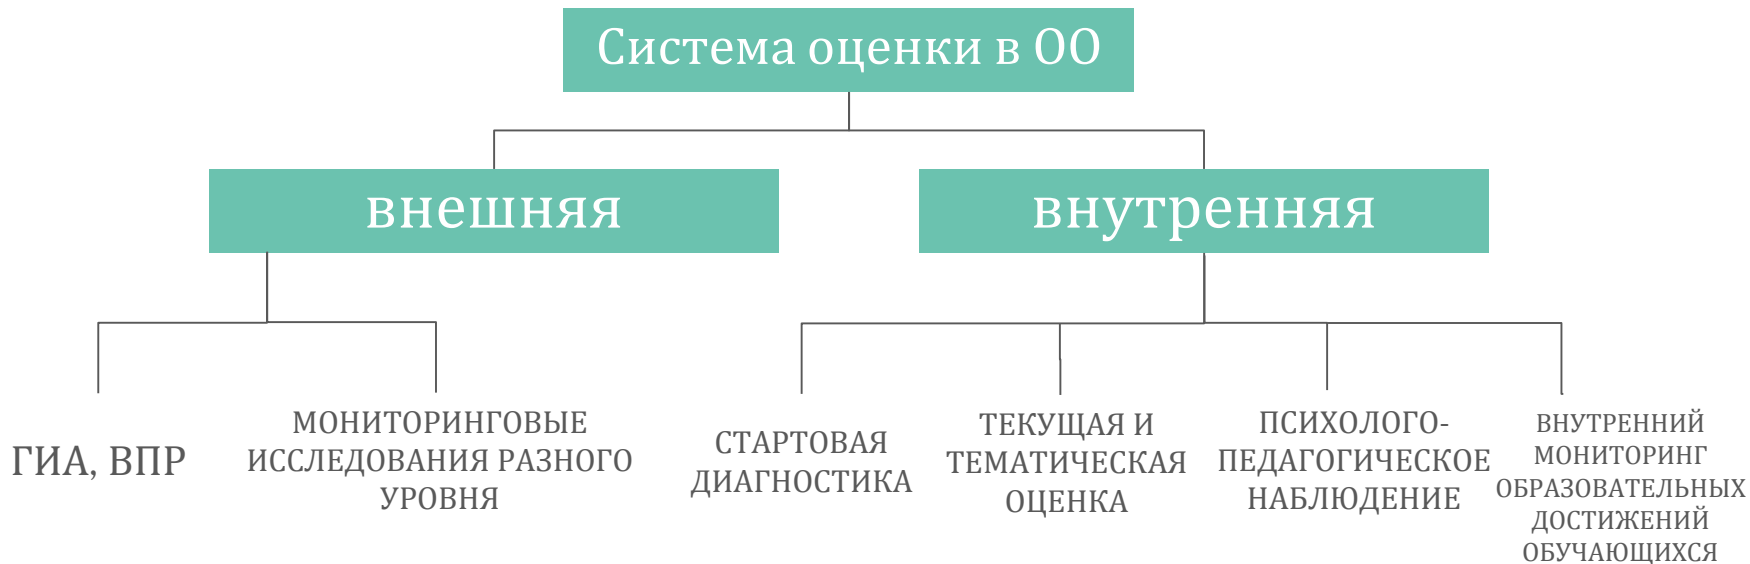 Система оценки в ОО
внешняя
внутренняя
ГИА, ВПР
МОНИТОРИНГОВЫЕ
ИССЛЕДОВАНИЯ РАЗНОГО
УРОВНЯ
СТАРТОВАЯ
ДИАГНОСТИКА
ТЕКУЩАЯ И
ТЕМАТИЧЕСКАЯ
ОЦЕНКА
ПСИХОЛОГО-
ПЕДАГОГИЧЕСКОЕ
НАБЛЮДЕНИЕ
ВНУТРЕННИЙ
МОНИТОРИНГ
ОБРАЗОВАТЕЛЬНЫХ
ДОСТИЖЕНИЙ
ОБУЧАЮЩИХСЯ